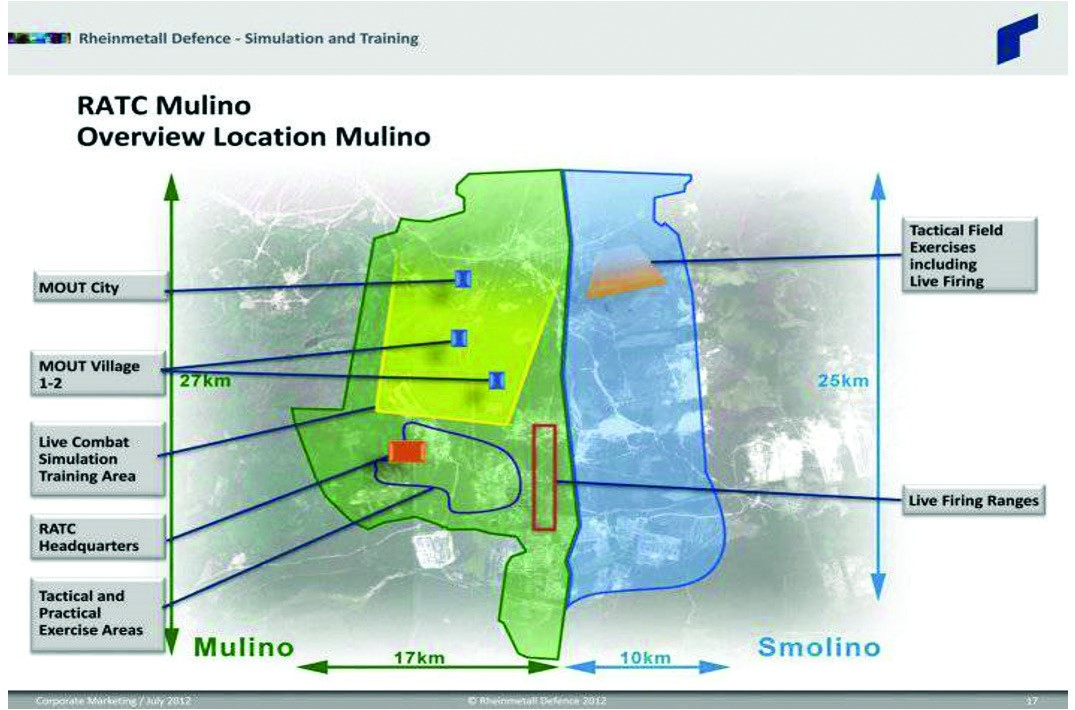 Rheinmetall Defence - Simulation and Training
RATC Mulino
Overview Location Mulino
MOUT City
MOUT Village
1-2
Live Combat
Simulation
Training Area
RATC
Headquarters
Tactical and
Practical
Exercise Areas
27km
Tactical Field
Exercises
including
Live Firing
25km
Live Firing Ranges
Mulino
17km
10km
Smolino
Corporate Marketing / July 2012
© Rheinmetall Defence 2012
17